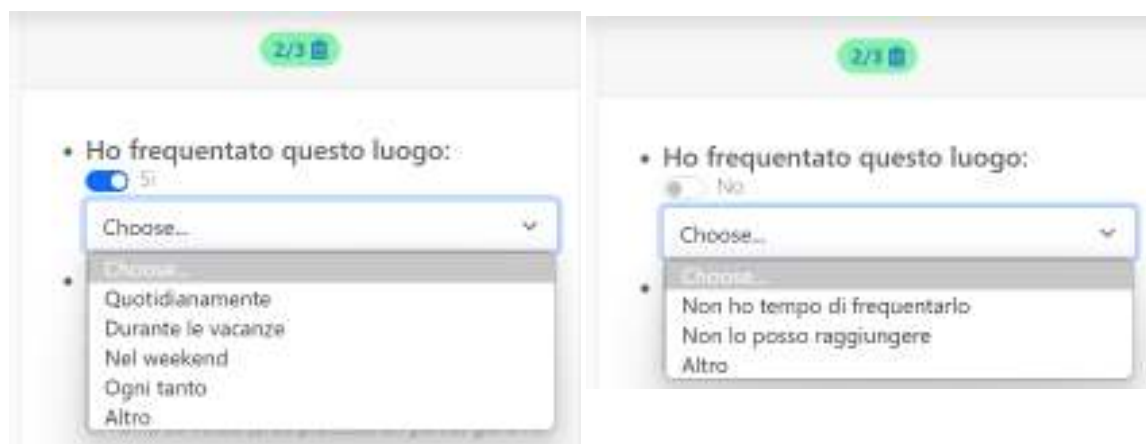 2/3
• Ho frequentato questo luogo:
Sì
Choose...
Choose...
Quotidianamente
Durante le vacanze
Nel weekend
Ogni tanto
Altro
2/3
• Ho frequentato questo luogo:
No
Choose...
Choose...
Non ho tempo di frequentarlo
Non lo posso raggiungere
Altro